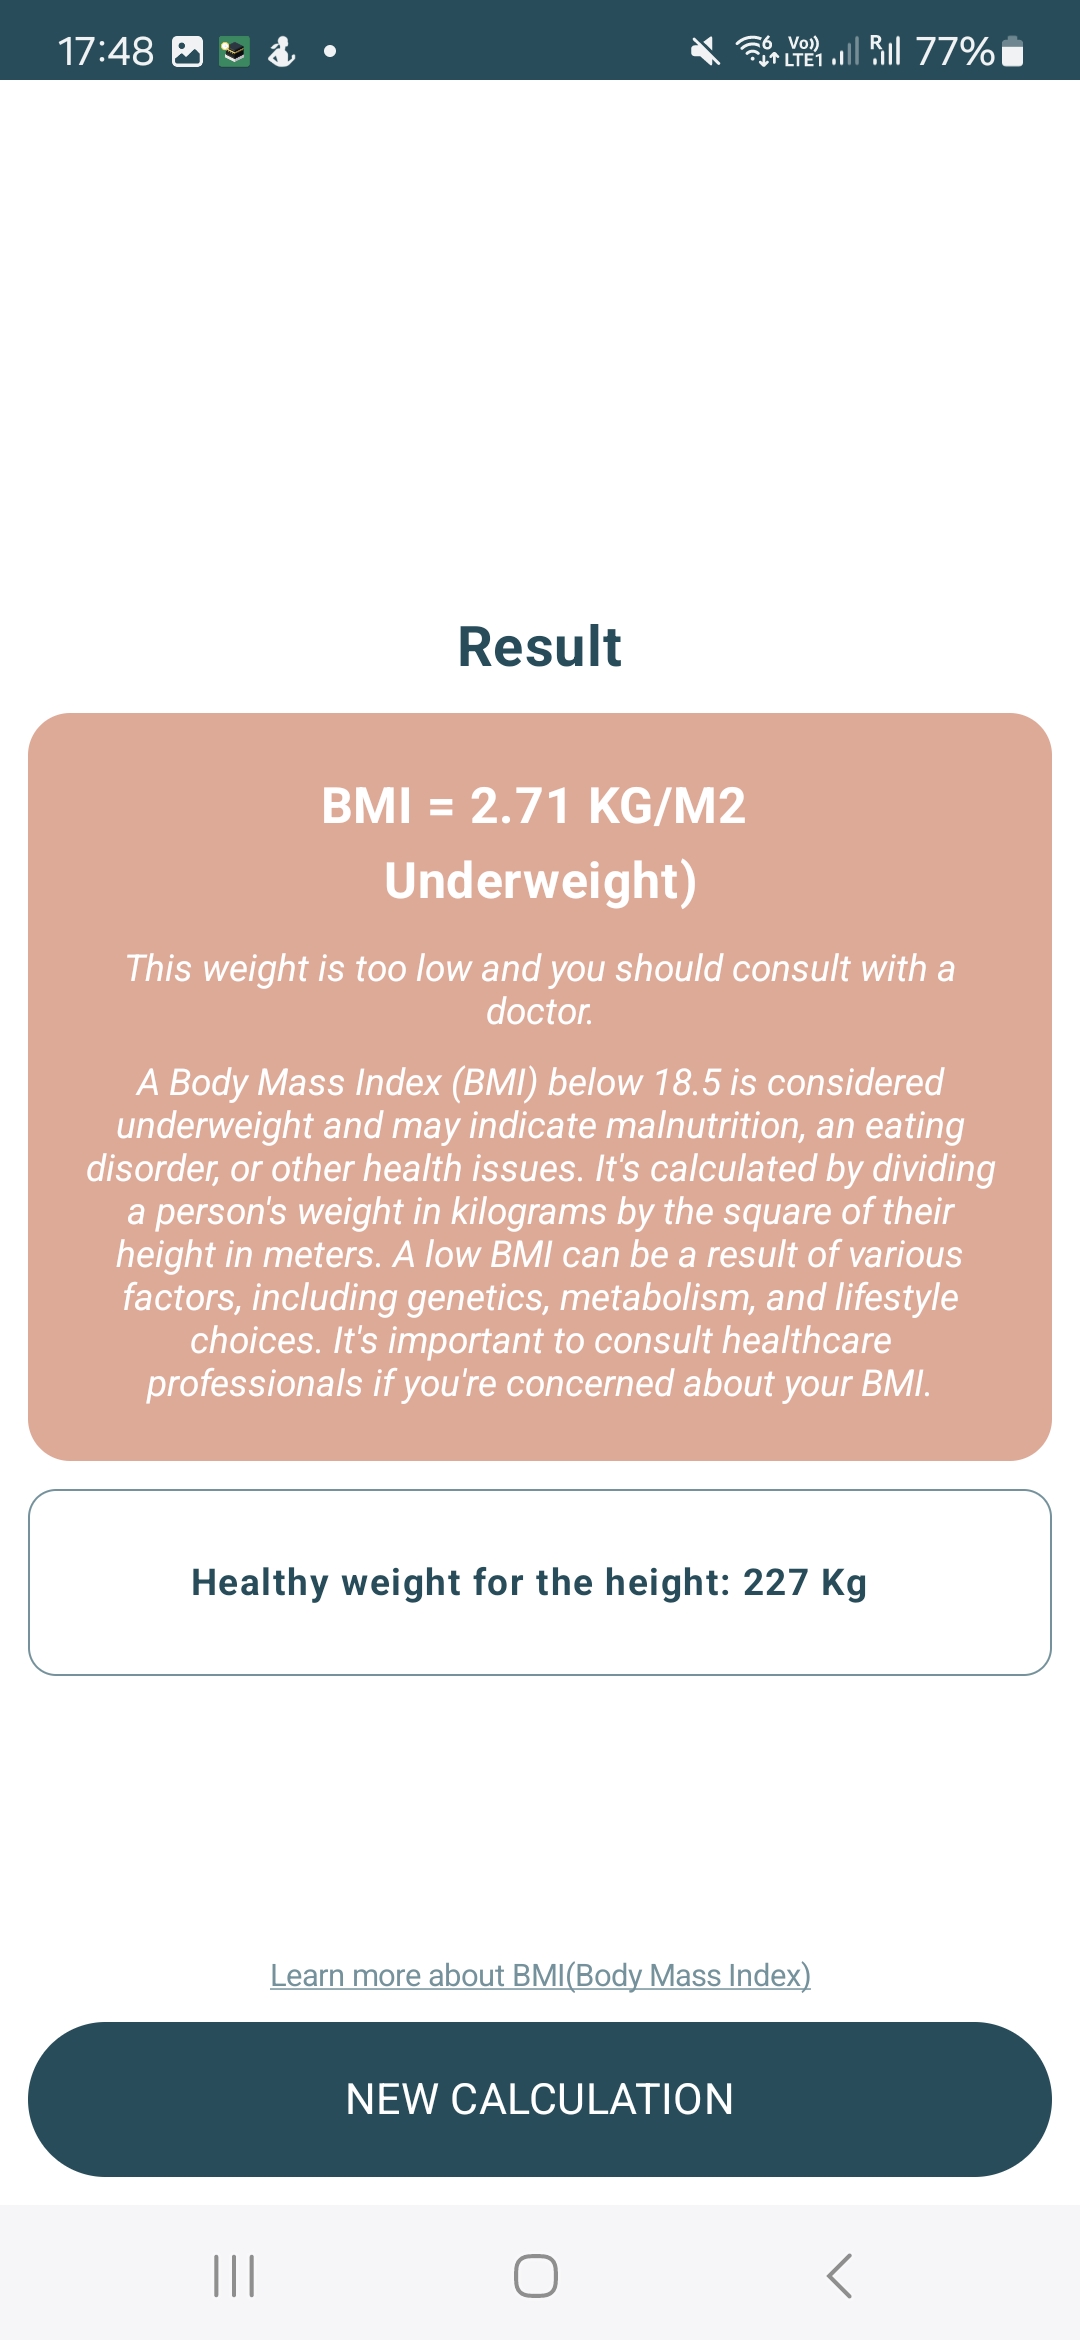 17:48
6 Vo)) LTE1 R 77%
Result
BMI = 2.71 KG/M2
Underweight)
This weight is too low and you should consult with a
doctor.
A Body Mass Index (BMI) below 18.5 is considered
underweight and may indicate malnutrition, an eating
disorder, or other health issues. It's calculated by dividing
a person's weight in kilograms by the square of their
height in meters. A low BMI can be a result of various
factors, including genetics, metabolism, and lifestyle
choices. It's important to consult healthcare
professionals if you're concerned about your BMI.
Healthy weight for the height: 227 Kg
Learn more about BMI(Body Mass Index)
NEW CALCULATION